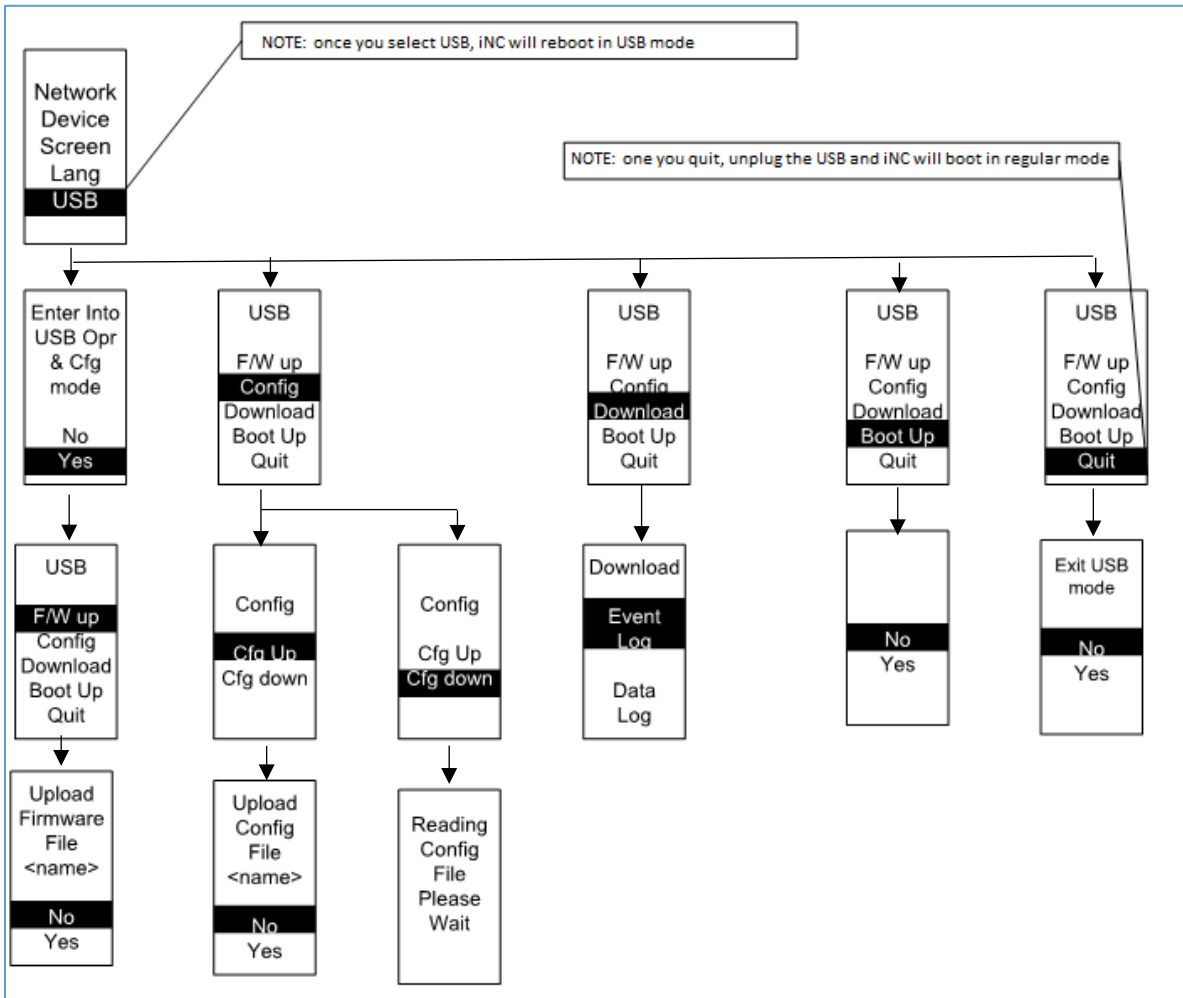 NOTE: once you select USB, iNC will reboot in USB mode
Network
Device
Screen
Lang
USB
NOTE: one you quit, unplug the USB and iNC will boot in regular mode
Enter Into
USB Opr
& Cfg
mode
No
Yes
USB
F/W up
Config
Download
Boot Up
Quit
USB
F/W up
Config
Download
Boot Up
Quit
USB
F/W up
Config
Download
Boot Up
Quit
USB
F/W up
Config
Download
Boot Up
Quit
USB
F/W up
Config
Download
Boot Up
Quit
Config
Cfg Up
Cfg down
Config
Cfg Up
Cfg down
Download
Event
Log
Data
Log
No
Yes
Exit USB
mode
No
Yes
Upload
Firmware
File
<name>
No
Yes
Upload
Config
File
<name>
No
Yes
Reading
Config
File
Please
Wait